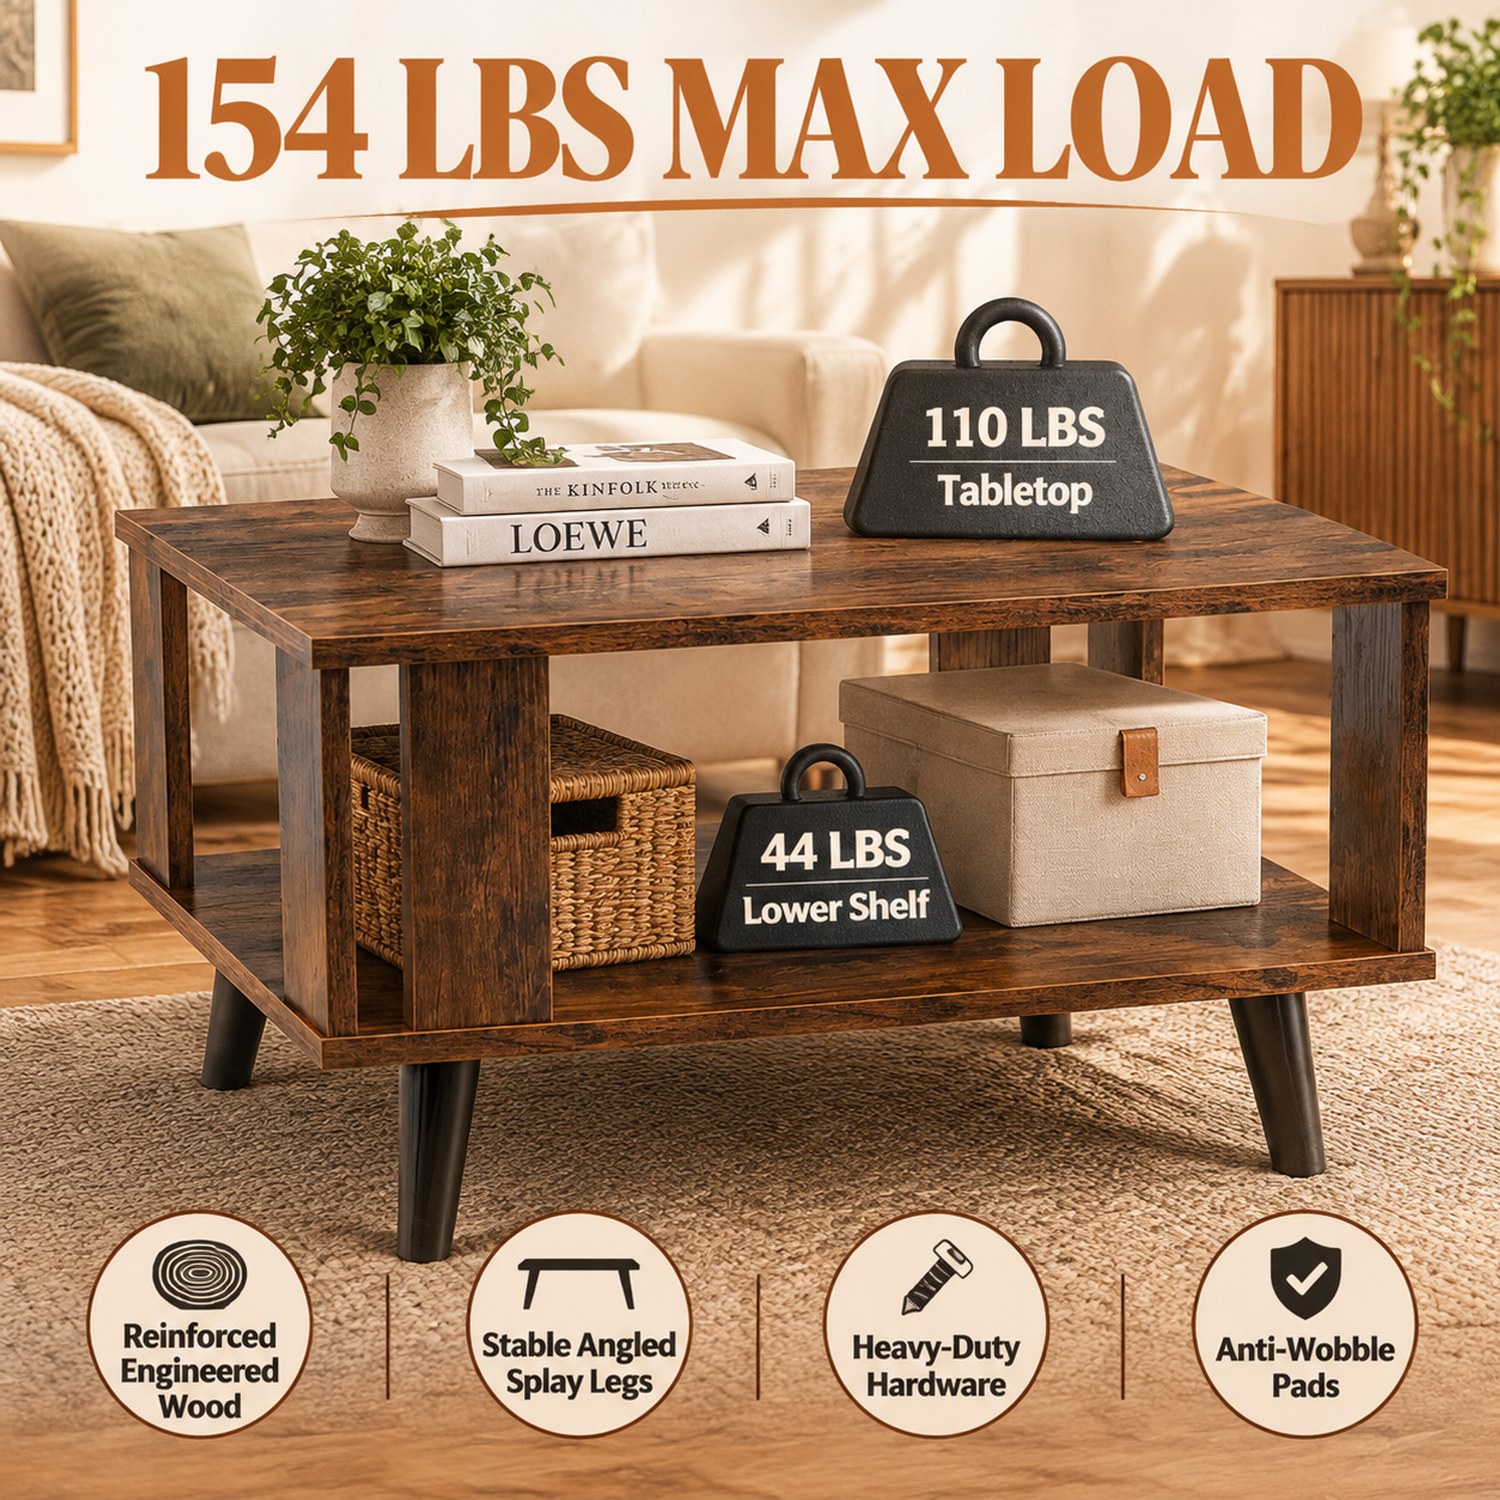 154 LBS MAX LOAD
110 LBS
Tabletop
THE KINFOLK
LOEWE
44 LBS
Lower Shelf
Reinforced
Engineered
Wood
Stable Angled
Splay Legs
Heavy-Duty
Hardware
Anti-Wobble
Pads